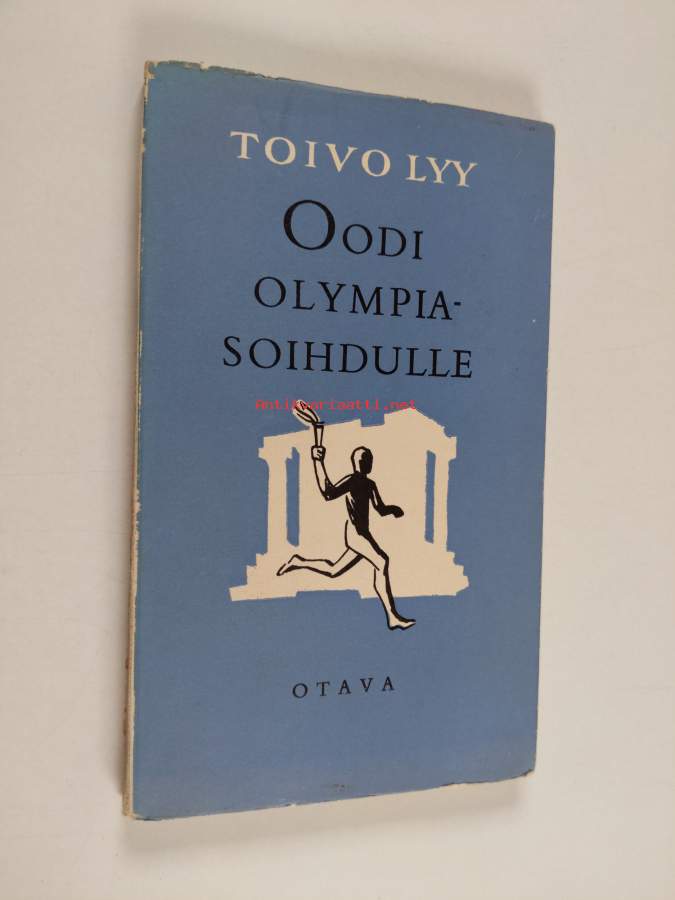 TOIVO LYY
OODI
OLYMPIA-
SOIHDULLE
Antikvariaatti.net
OTAVA